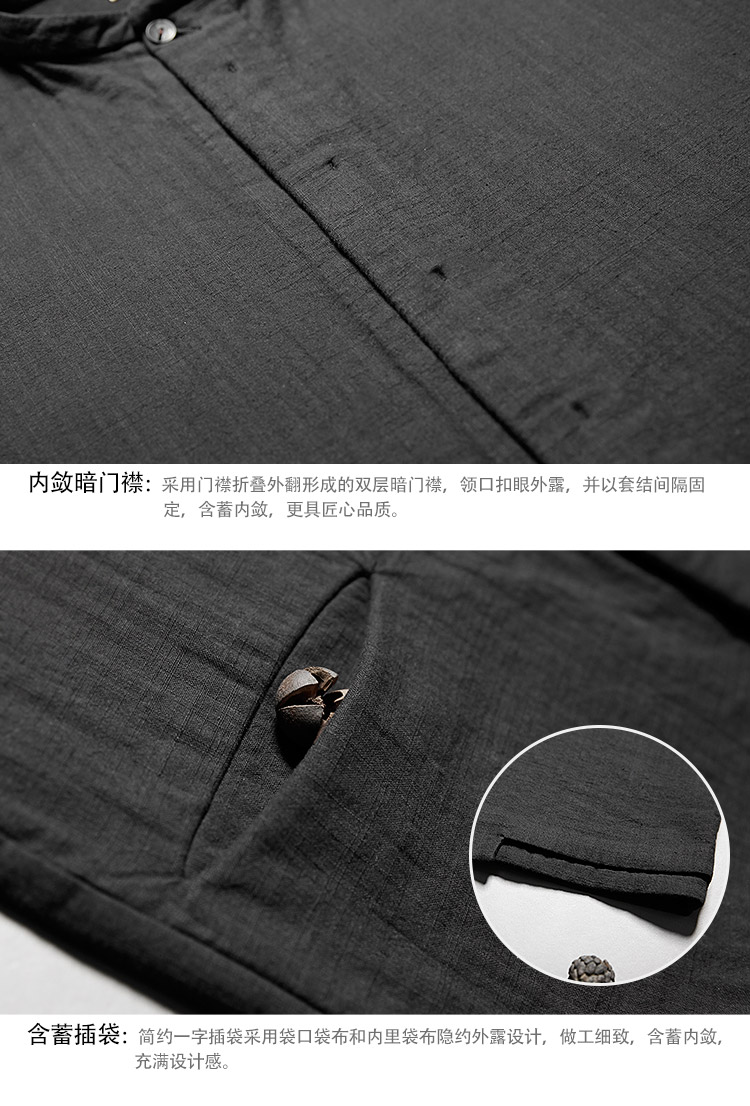 内敛暗门襟：采用门襟折叠外翻形成的双层暗门襟，领口扣眼外露，并以套结间隔固
定，含蓄内敛，更具匠心品质。
含蓄插袋：简约一字插袋采用袋口袋布和内里袋布隐约外露设计，做工细致，含蓄内敛，
充满设计感。